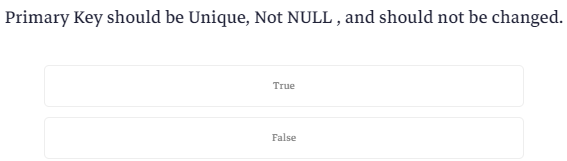 Primary Key should be Unique, Not NULL , and should not be changed.
True
False